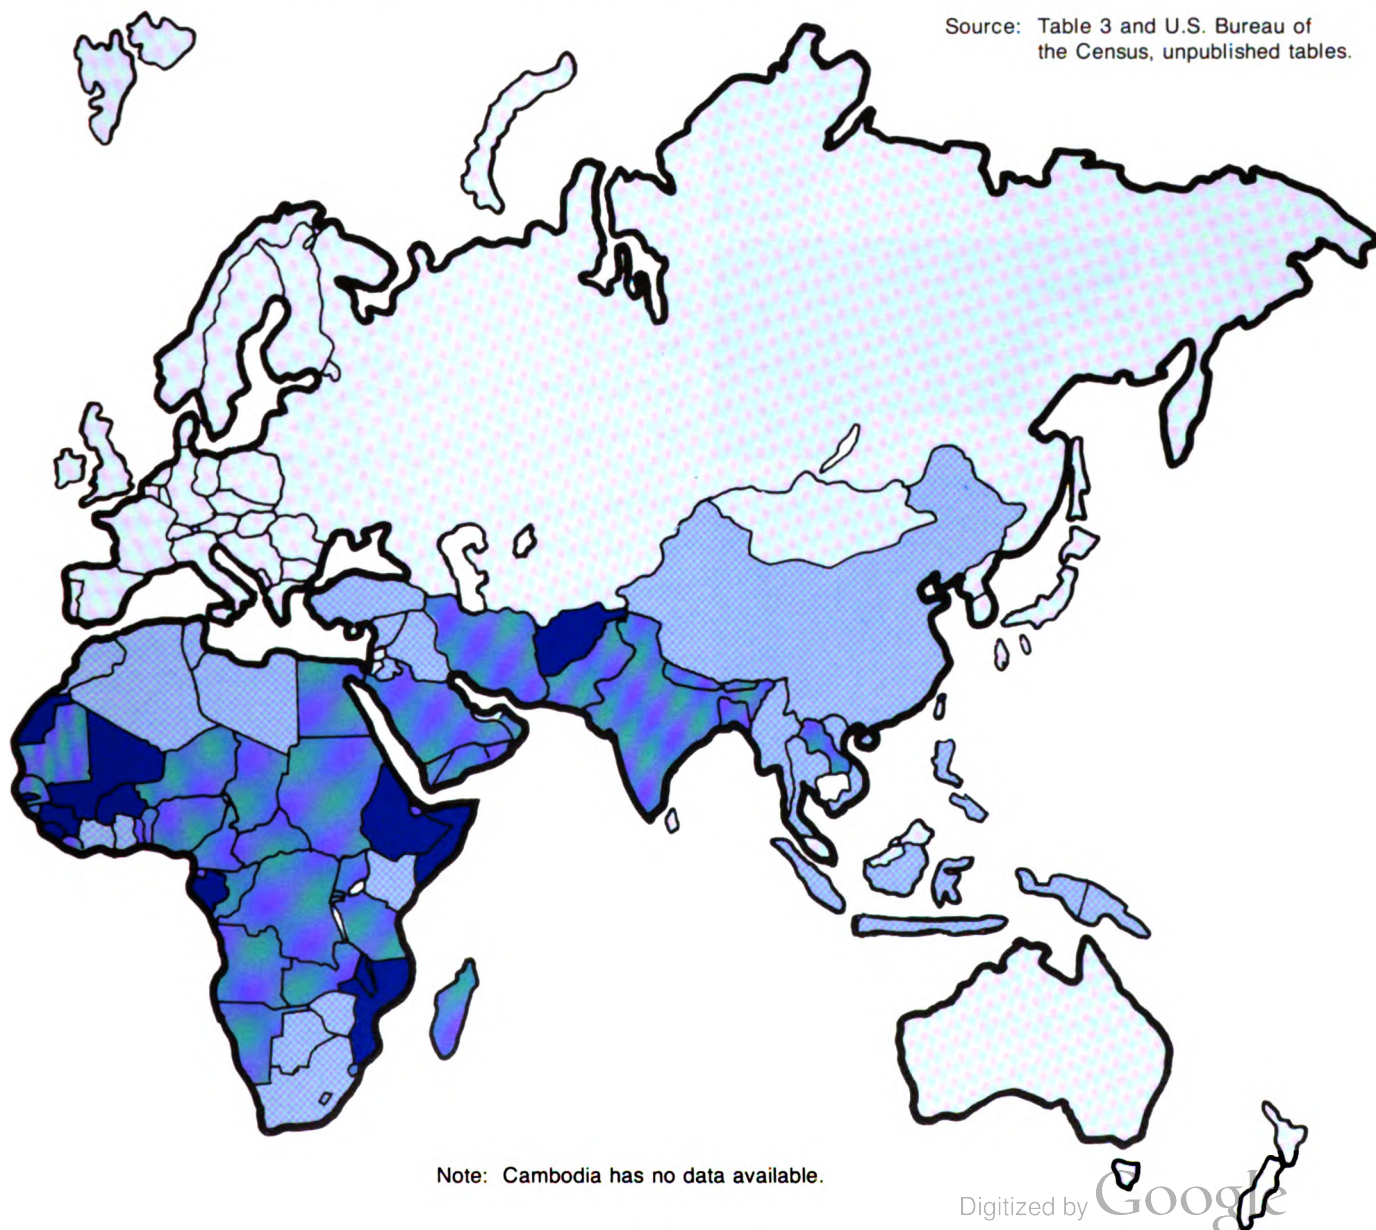 Source: Table 3 and U.S. Bureau of
the Census, unpublished tables.
Note: Cambodia has no data available.
Digitized by Google